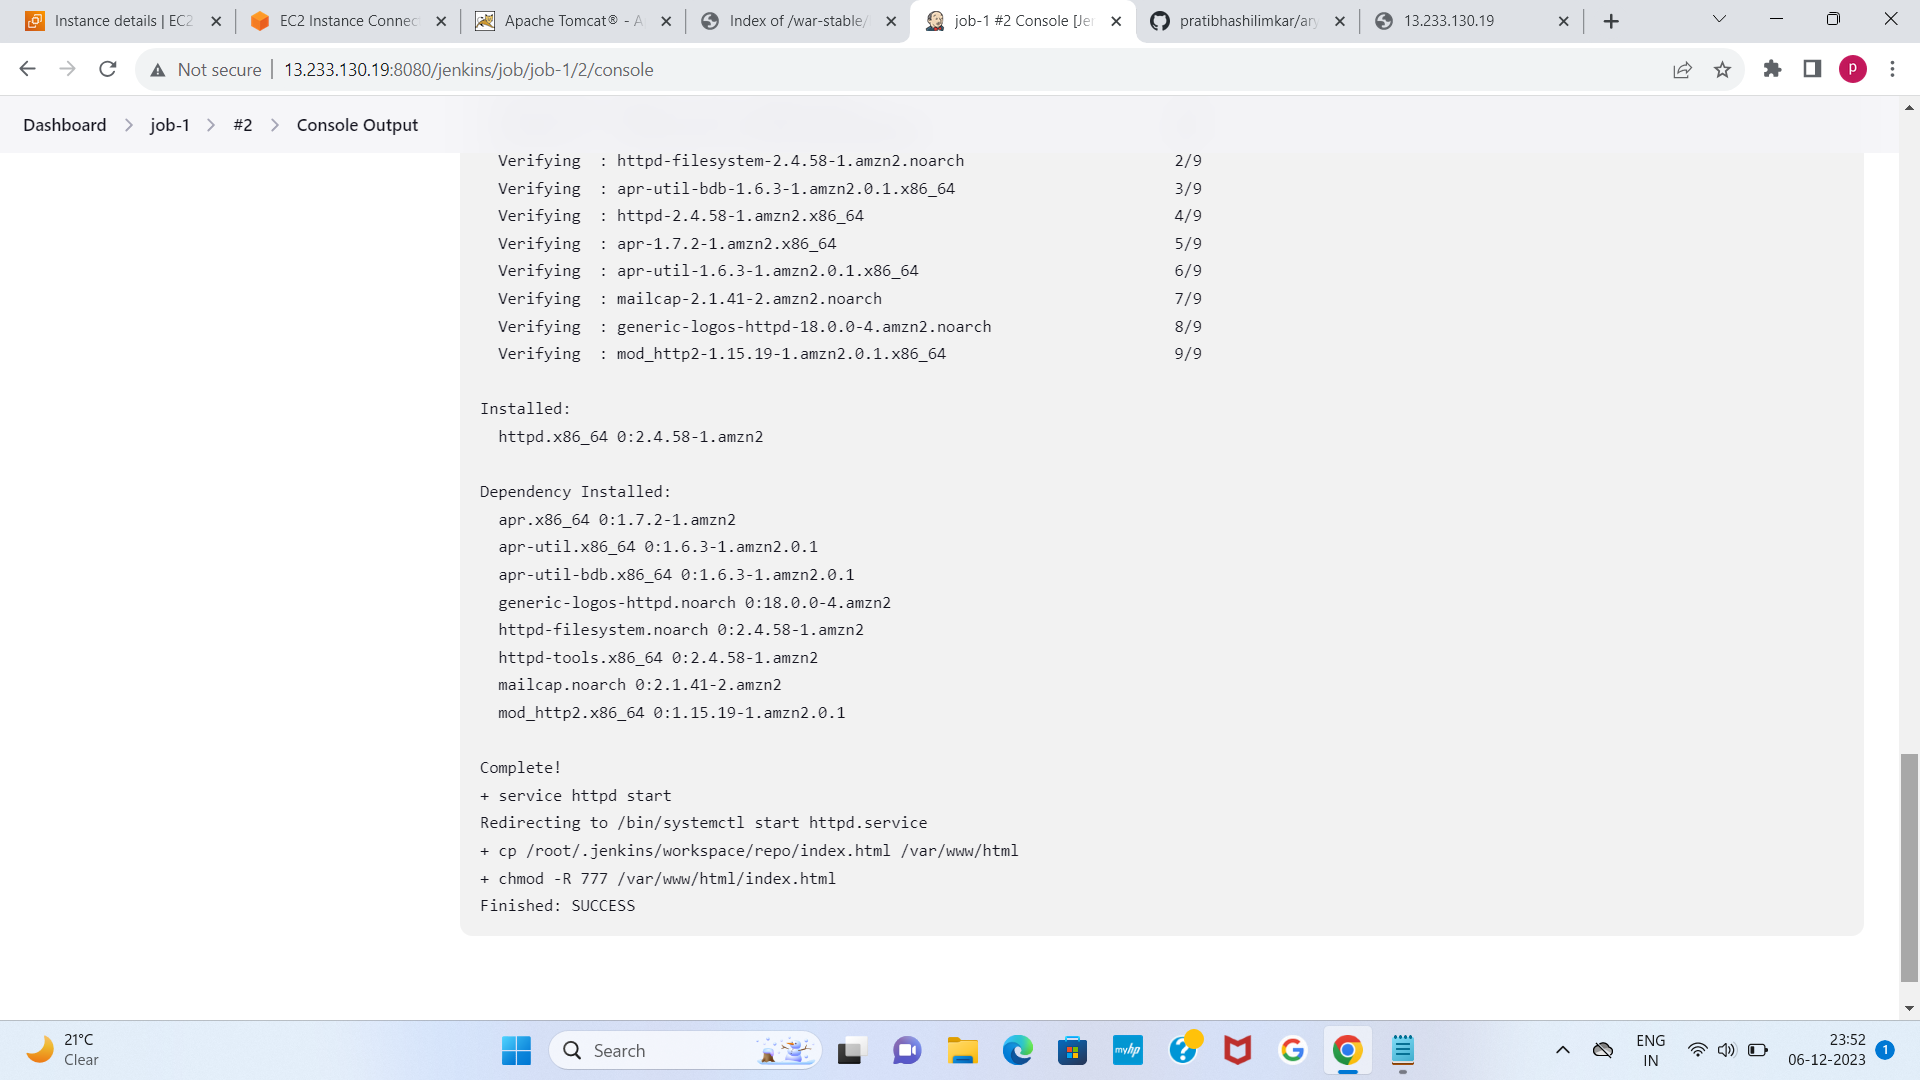 Instance details | EC2
EC2 Instance Connect
Apache Tomcat® - A
Index of /war-stable/
job-1 #2 Console [Je
pratibhashilimkar/ary
13.233.130.19
Not secure
13.233.130.19:8080/jenkins/job/job-1/2/console
P
Dashboard > job-1 > #2 > Console Output
Verifying : httpd-filesystem-2.4.58-1.amzn2.noarch 2/9
Verifying : apr-util-bdb-1.6.3-1.amzn2.0.1.x86_64 3/9
Verifying : httpd-2.4.58-1.amzn2.x86_64 4/9
Verifying : apr-1.7.2-1.amzn2.x86_64 5/9
Verifying : apr-util-1.6.3-1.amzn2.0.1.x86_64 6/9
Verifying : mailcap-2.1.41-2.amzn2.noarch 7/9
Verifying : generic-logos-httpd-18.0.0-4.amzn2.noarch 8/9
Verifying : mod_http2-1.15.19-1.amzn2.0.1.x86_64 9/9
Installed:
httpd.x86_64 0:2.4.58-1.amzn2
Dependency Installed:
apr.x86_64 0:1.7.2-1.amzn2
apr-util.x86_64 0:1.6.3-1.amzn2.0.1
apr-util-bdb.x86_64 0:1.6.3-1.amzn2.0.1
generic-logos-httpd.noarch 0:18.0.0-4.amzn2
httpd-filesystem.noarch 0:2.4.58-1.amzn2
httpd-tools.x86_64 0:2.4.58-1.amzn2
mailcap.noarch 0:2.1.41-2.amzn2
mod_http2.x86_64 0:1.15.19-1.amzn2.0.1
Complete!
+ service httpd start
Redirecting to /bin/systemctl start httpd.service
+ cp /root/.jenkins/workspace/repo/index.html /var/www/html
+ chmod -R 777 /var/www/html/index.html
Finished: SUCCESS
21°C
Clear
Search
myhp
ENG
IN
23:52
06-12-2023
1